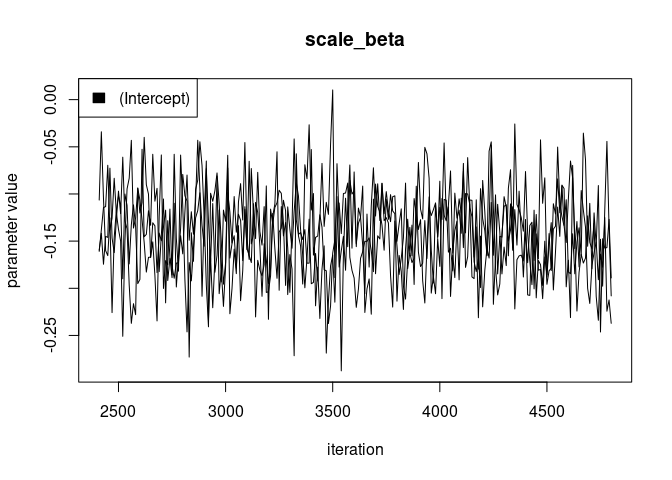 scale_beta
(Intercept)
parameter value
0.00
-0.05
-0.15
-0.25
2500 3000 3500 4000 4500
iteration